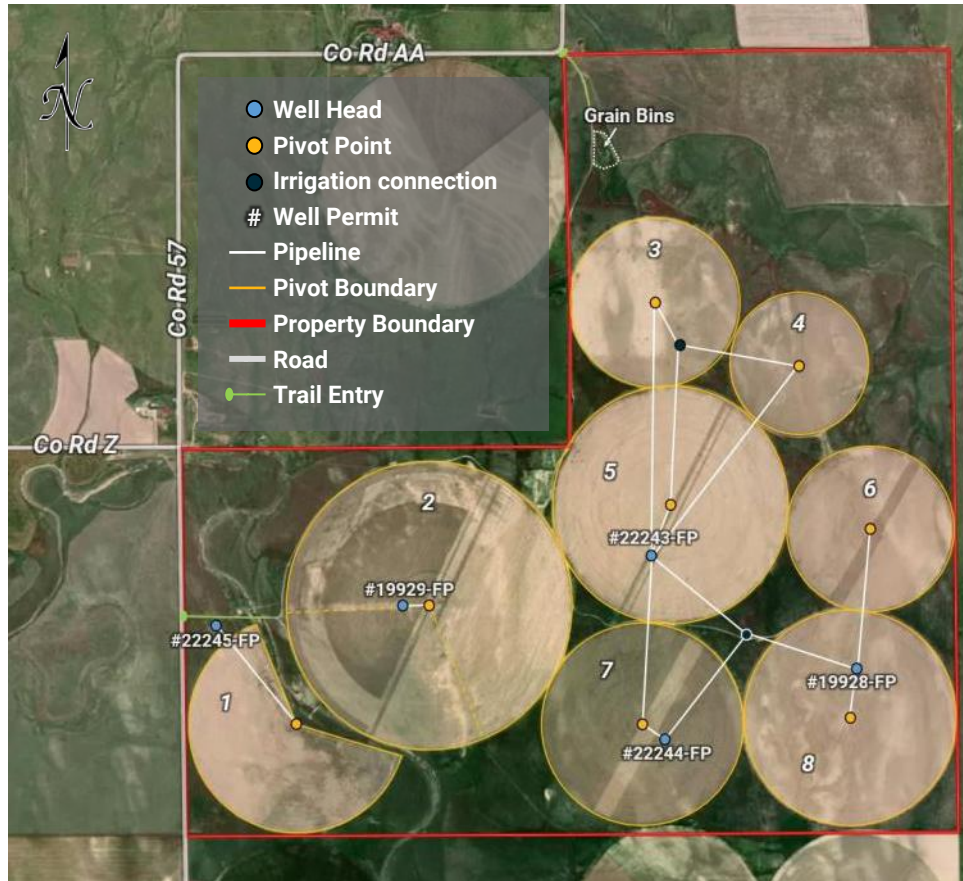 Co Rd AA
N
Well Head
Pivot Point
Irrigation connection
# Well Permit
Pipeline
Pivot Boundary
Property Boundary
Road
Trail Entry
Grain Bins
Co Rd 57
Co Rd Z
3
4
5
6
2
#22243-FP
#19929-FP
#22245-FP
1
7
#19928-FP
#22244-FP
8